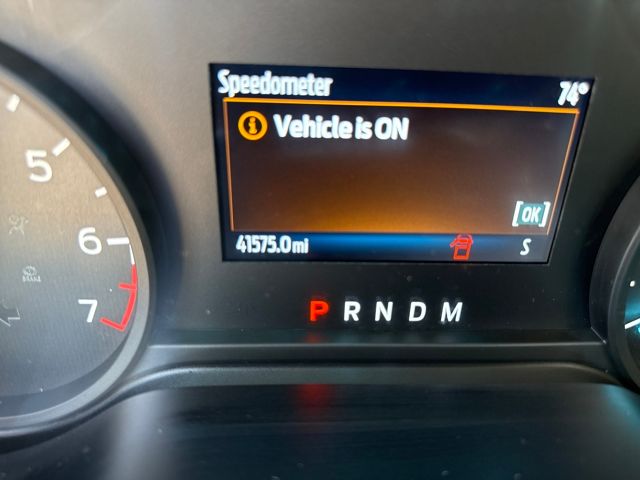 Speedometer
74°
Vehicle is ON
[OK]
41575.0 mi
S
5
6
7
P R N D M